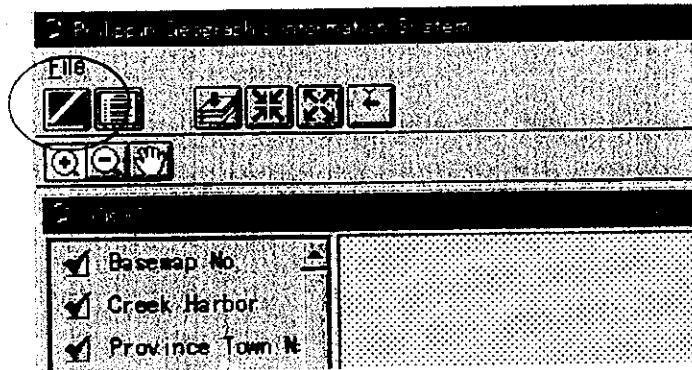 Geographic Information System
File
Basemap No.
Creek Harbor
Province Town N